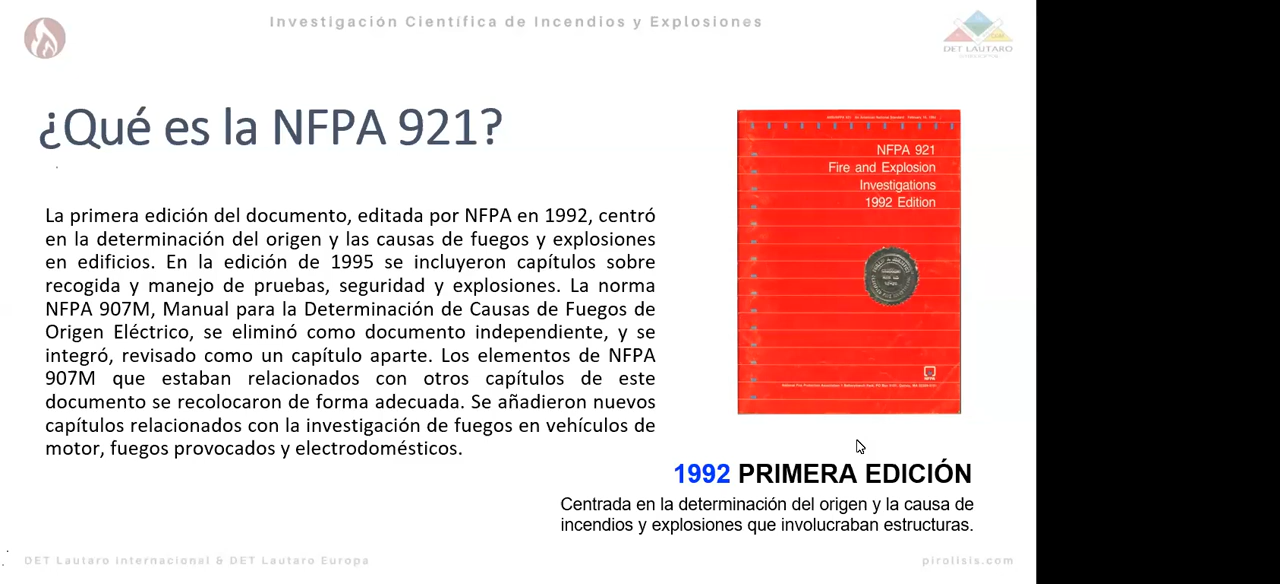 Investigación Científica de Incendios y Explosiones
DET LAUTARO
¿Qué es la NFPA 921?
La primera edición del documento, editada por NFPA en 1992, centró
en la determinación del origen y las causas de fuegos y explosiones
en edificios. En la edición de 1995 se incluyeron capítulos sobre
recogida y manejo de pruebas, seguridad y explosiones. La norma
NFPA 907M, Manual para la Determinación de Causas de Fuegos de
Origen Eléctrico, se eliminó como documento independiente, y se
integró, revisado como un capítulo aparte. Los elementos de NFPA
907M que estaban relacionados con otros capítulos de este
documento se recolocaron de forma adecuada. Se añadieron nuevos
capítulos relacionados con la investigación de fuegos en vehículos de
motor, fuegos provocados y electrodomésticos.
NFPA 921
Fire and Explosion
Investigations
1992 Edition
NFPA
1992 PRIMERA EDICIÓN
Centrada en la determinación del origen y la causa de
incendios y explosiones que involucraban estructuras.
DET Lautaro Internacional & DET Lautaro Europa
pirolisis.com